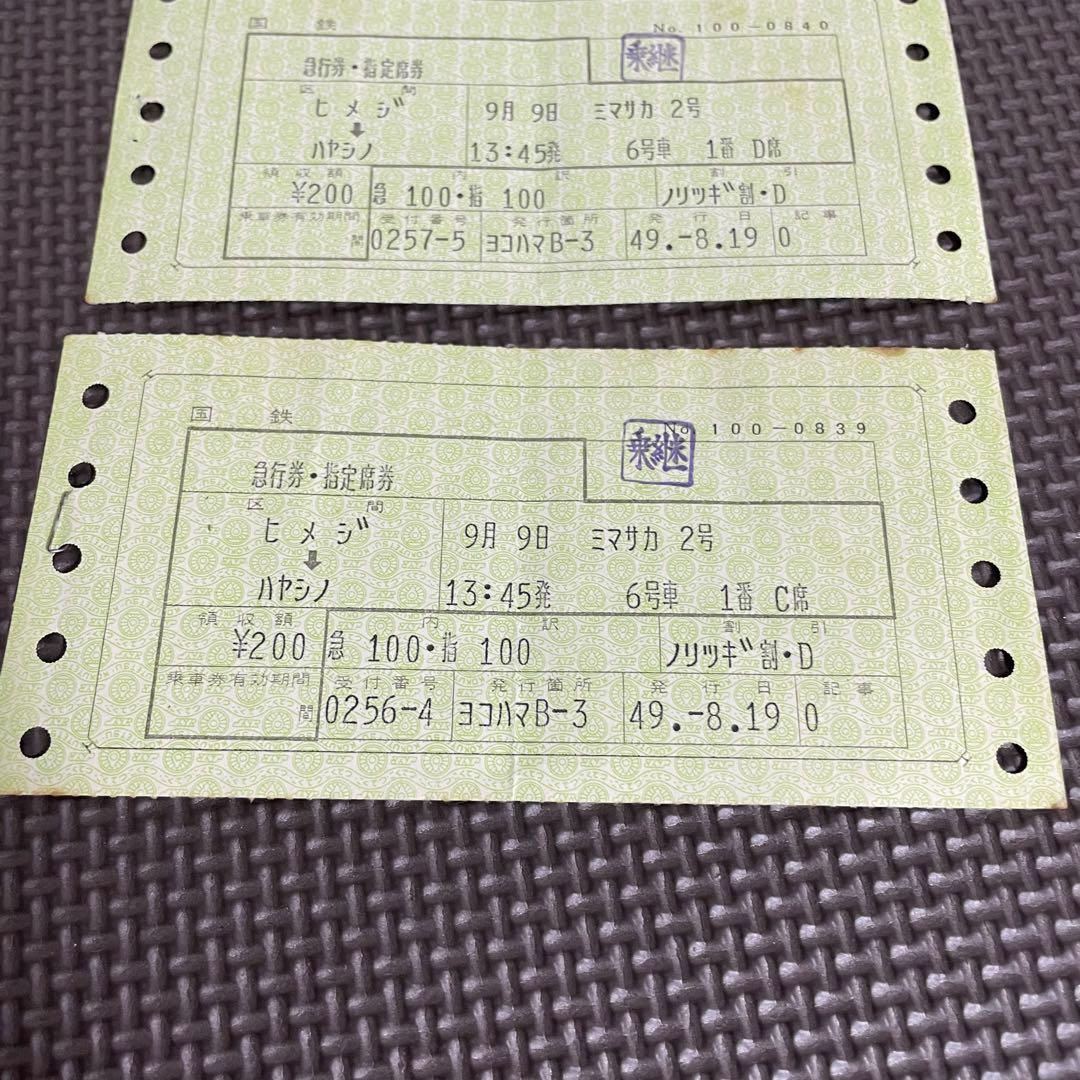 国鉄 No. 100-0840
乗継
急行券・指定席券
区間
ヒメジ 9月 9日 ミマサカ 2号
⬇
ハヤシノ 13:45発 6号車 1番 D席
領収額 内訳 割引
¥200 急 100・指 100 ノリツギ割・D
乗車券有効期間 受付番号 発行箇所 発行日 記事
間 0257-5 ヨコハマB-3 49.-8.19 0
国鉄 No. 100-0839
乗継
急行券・指定席券
区間
ヒメジ 9月 9日 ミマサカ 2号
⬇
ハヤシノ 13:45発 6号車 1番 C席
領収額 内訳 割引
¥200 急 100・指 100 ノリツギ割・D
乗車券有効期間 受付番号 発行箇所 発行日 記事
間 0256-4 ヨコハマB-3 49.-8.19 0